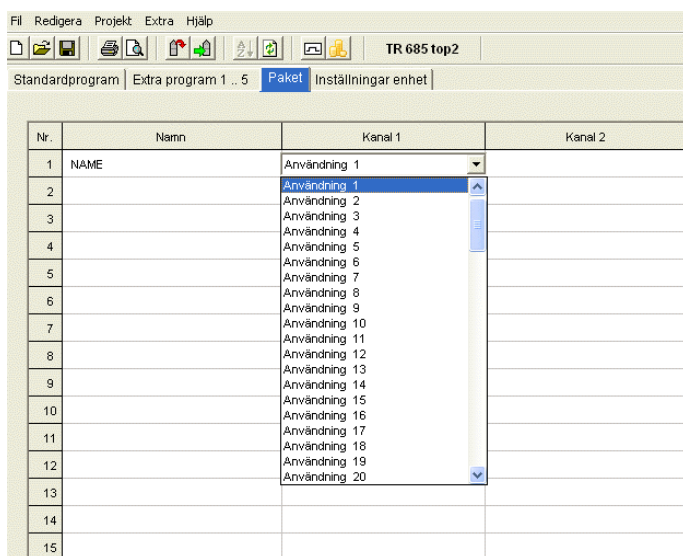 Fil Redigera Projekt Extra Hjälp
TR 685 top2
Standardprogram Extra program 1 .. 5 Paket Inställningar enhet
Nr. Namn Kanal 1 Kanal 2
1 NAME Användning 1
Användning 1
2
Användning 2
Användning 3
3
Användning 4
4
Användning 5
Användning 6
5
Användning 7
Användning 8
6
Användning 9
Användning 10
7
Användning 11
Användning 12
8
Användning 13
9
Användning 14
Användning 15
10
Användning 16
Användning 17
11
Användning 18
Användning 19
12
Användning 20
13
14
15